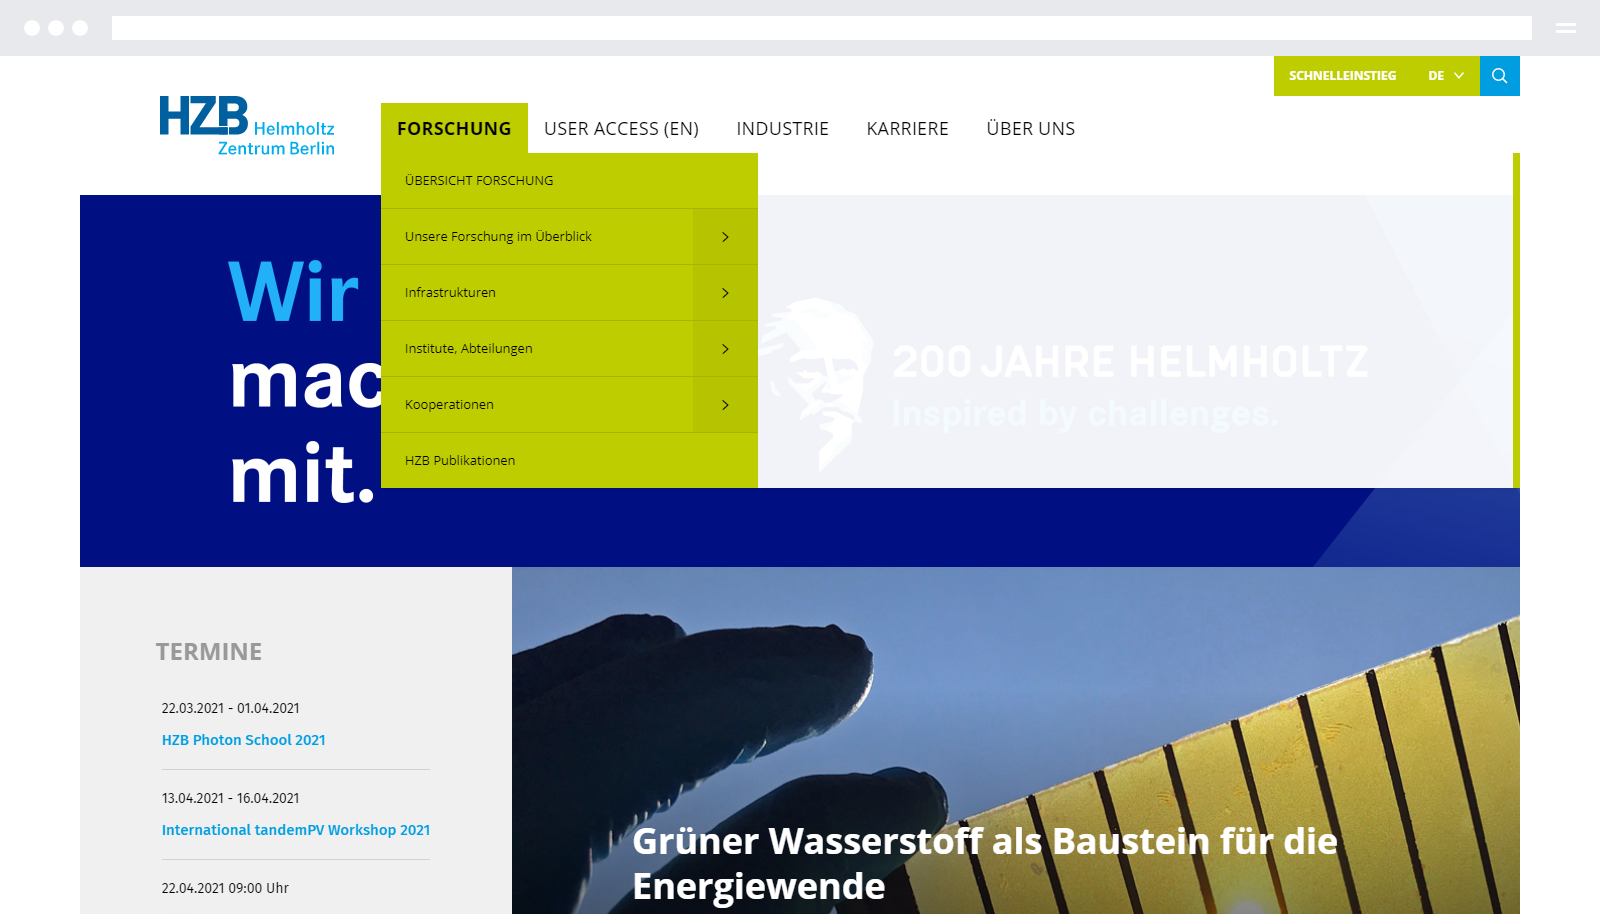 SCHNELLEINSTIEG DE
HZB Helmholtz
Zentrum Berlin
FORSCHUNG USER ACCESS (EN) INDUSTRIE KARRIERE ÜBER UNS
ÜBERSICHT FORSCHUNG
Unsere Forschung im Überblick
Infrastrukturen
Institute, Abteilungen
Kooperationen
HZB Publikationen
Wir
mac
mit.
200 JAHRE HELMHOLTZ
Inspired by challenges.
TERMINE
22.03.2021 - 01.04.2021
HZB Photon School 2021
13.04.2021 - 16.04.2021
International tandemPV Workshop 2021
22.04.2021 09:00 Uhr
Grüner Wasserstoff als Baustein für die
Energiewende